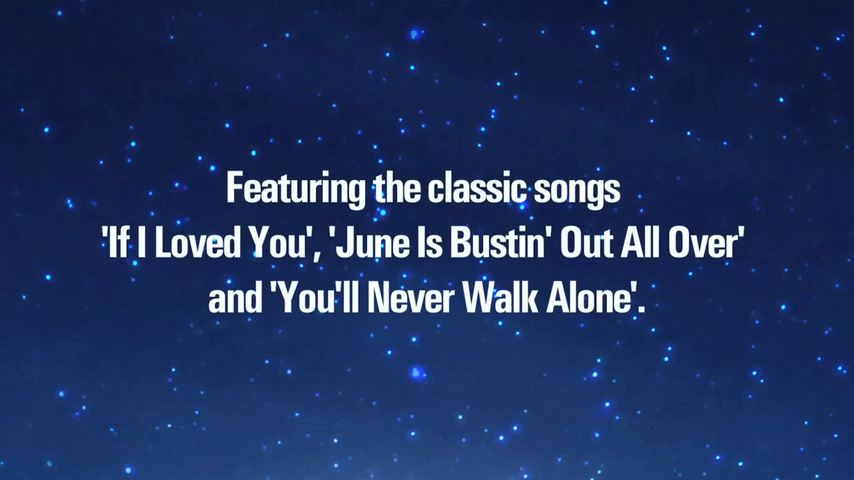 Featuring the classic songs
'If I Loved You', 'June Is Bustin' Out All Over'
and 'You'll Never Walk Alone'.